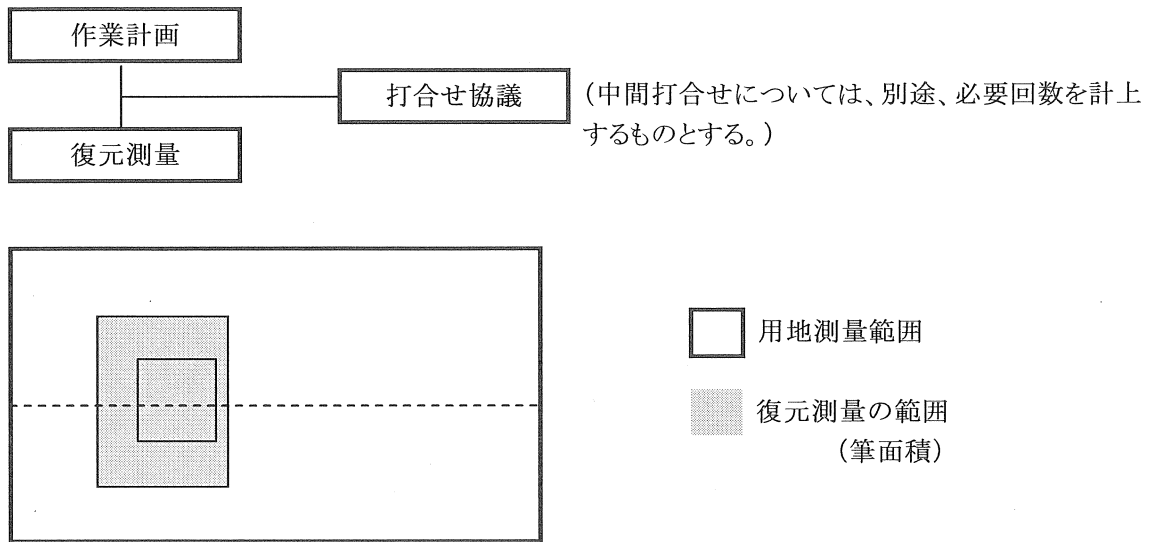 作業計画
打合せ協議
(中間打合せについては、別途、必要回数を計上
するものとする。)
復元測量
用地測量範囲
復元測量の範囲
(筆面積)